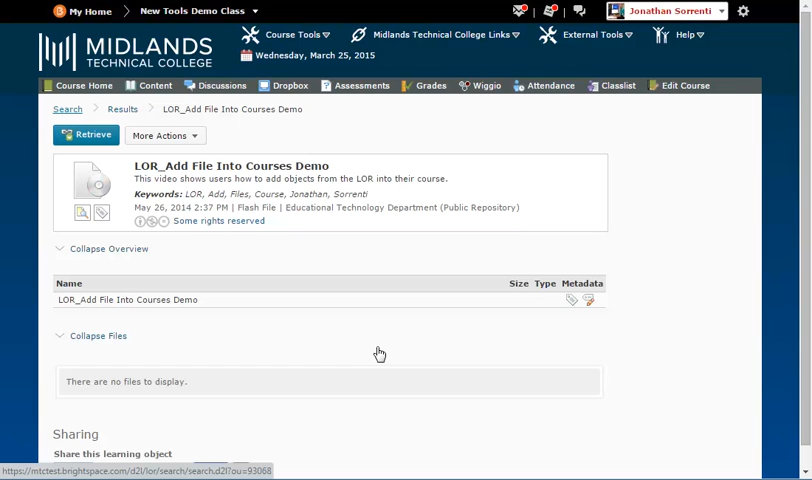 My Home
New Tools Demo Class
Jonathan Sorrenti
MIDLANDS
TECHNICAL COLLEGE
Course Tools
Midlands Technical College Links
External Tools
Help
Wednesday, March 25, 2015
Course Home
Content
Discussions
Dropbox
Assessments
Grades
Wiggio
Attendance
Classlist
Edit Course
Search
Results
LOR_Add File Into Courses Demo
Retrieve
More Actions
LOR_Add File Into Courses Demo
This video shows users how to add objects from the LOR into their course.
Keywords: LOR, Add, Files, Course, Jonathan, Sorrenti
May 26, 2014 2:37 PM | Flash File | Educational Technology Department (Public Repository)
Some rights reserved
Collapse Overview
Name Size Type Metadata
LOR_Add File Into Courses Demo
Collapse Files
There are no files to display.
Sharing
Share this learning object
https://mtctest.brightspace.com/d2l/lor/search/search.d2l?ou=93068